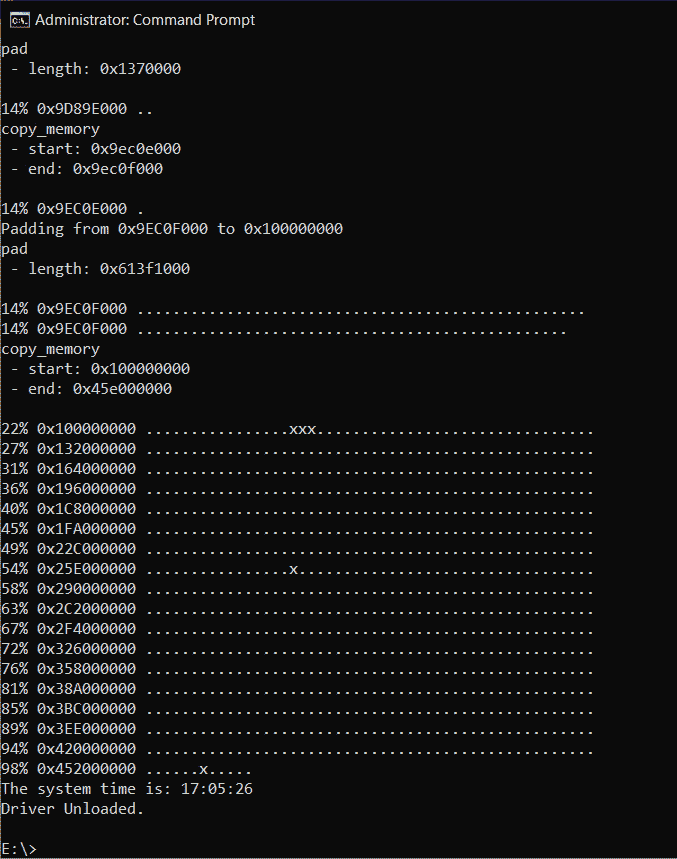 Administrator: Command Prompt
pad
 - length: 0x1370000
14% 0x9D89E000 ..
copy_memory
 - start: 0x9ec0e000
 - end: 0x9ec0f000
14% 0x9EC0E000 .
Padding from 0x9EC0F000 to 0x100000000
pad
 - length: 0x613f1000
14% 0x9EC0F000 ..................................................
14% 0x9EC0F000 ................................................
copy_memory
 - start: 0x100000000
 - end: 0x45e000000
22% 0x100000000 ................xxx...............................
27% 0x132000000 ..................................................
31% 0x164000000 ..................................................
36% 0x196000000 ..................................................
40% 0x1C8000000 ..................................................
45% 0x1FA000000 ..................................................
49% 0x22C000000 ..................................................
54% 0x25E000000 ................x.................................
58% 0x290000000 ..................................................
63% 0x2C2000000 ..................................................
67% 0x2F4000000 ..................................................
72% 0x326000000 ..................................................
76% 0x358000000 ..................................................
81% 0x38A000000 ..................................................
85% 0x3BC000000 ..................................................
89% 0x3EE000000 ..................................................
94% 0x420000000 ..................................................
98% 0x452000000 ......x.....
The system time is: 17:05:26
Driver Unloaded.
E:\>